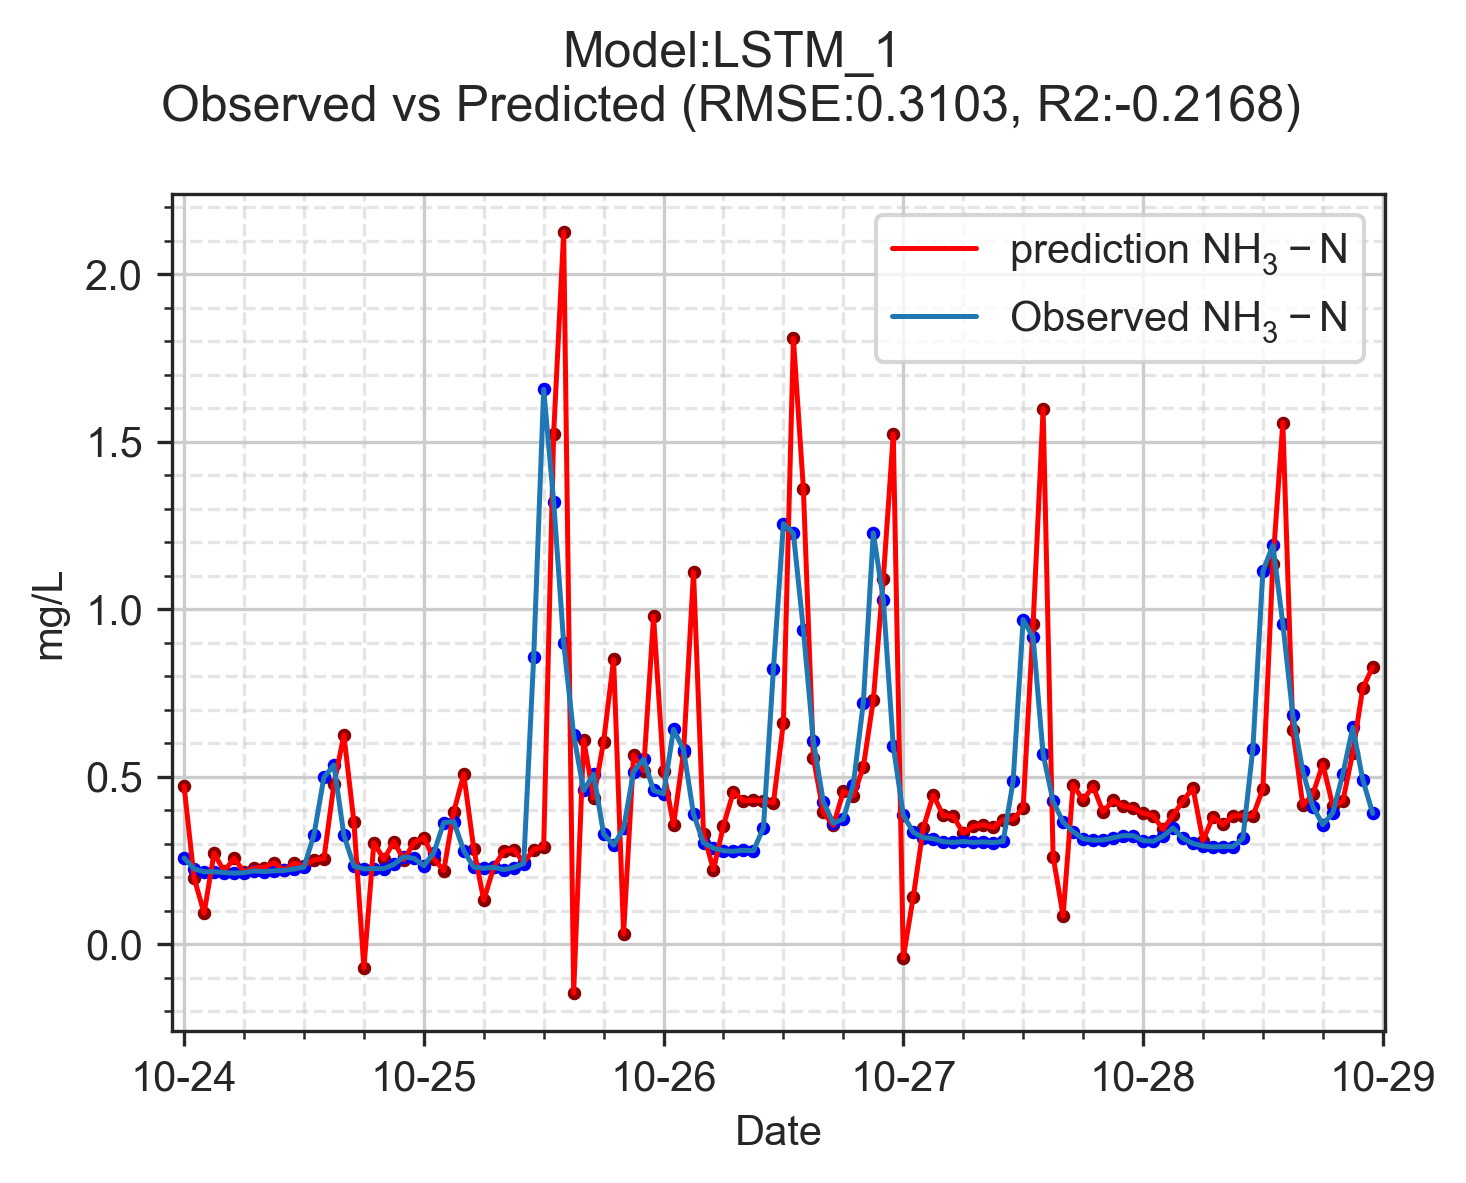 Model:LSTM_1
Observed vs Predicted (RMSE:0.3103, R2:-0.2168)
prediction NH₃ − N
Observed NH₃ − N
2.0
1.5
1.0
0.5
0.0
mg/L
10-24 10-25 10-26 10-27 10-28 10-29
Date